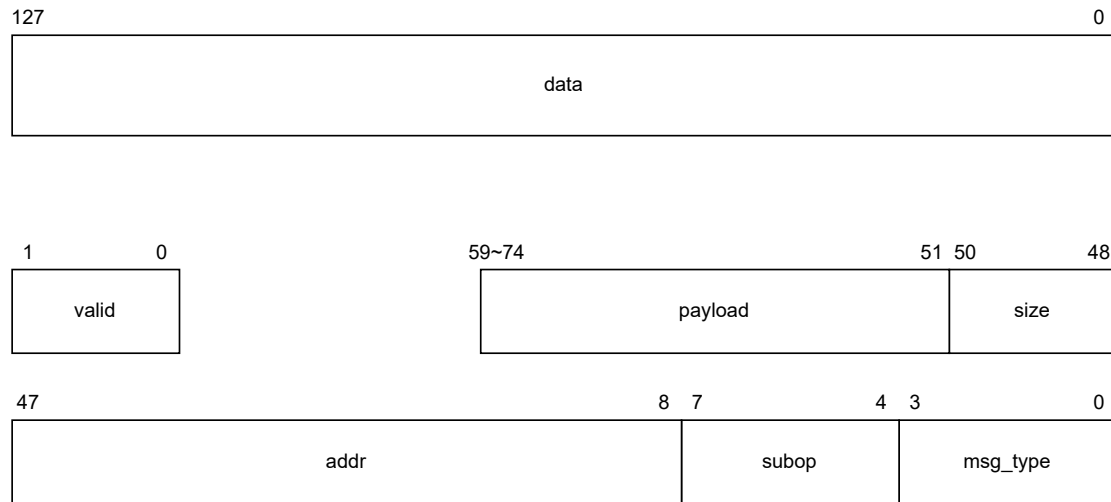 127 0
data
1 0 59~74 51 50 48
valid payload size
47 8 7 4 3 0
addr subop msg_type